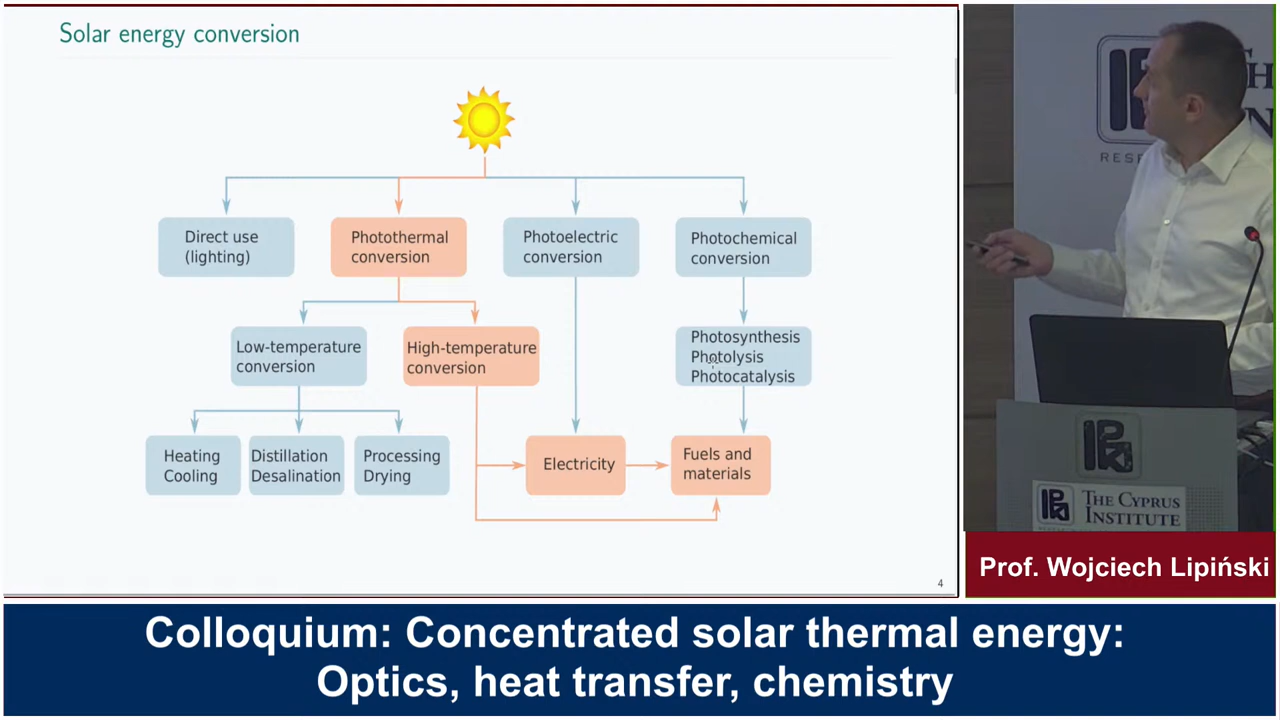 Solar energy conversion
Direct use
(lighting)
Photothermal
conversion
Photoelectric
conversion
Photochemical
conversion
Low-temperature
conversion
High-temperature
conversion
Photosynthesis
Photolysis
Photocatalysis
Heating
Cooling
Distillation
Desalination
Processing
Drying
Electricity
Fuels and
materials
4
THE CYPRUS
INSTITUTE
Prof. Wojciech Lipiński
Colloquium: Concentrated solar thermal energy:
Optics, heat transfer, chemistry